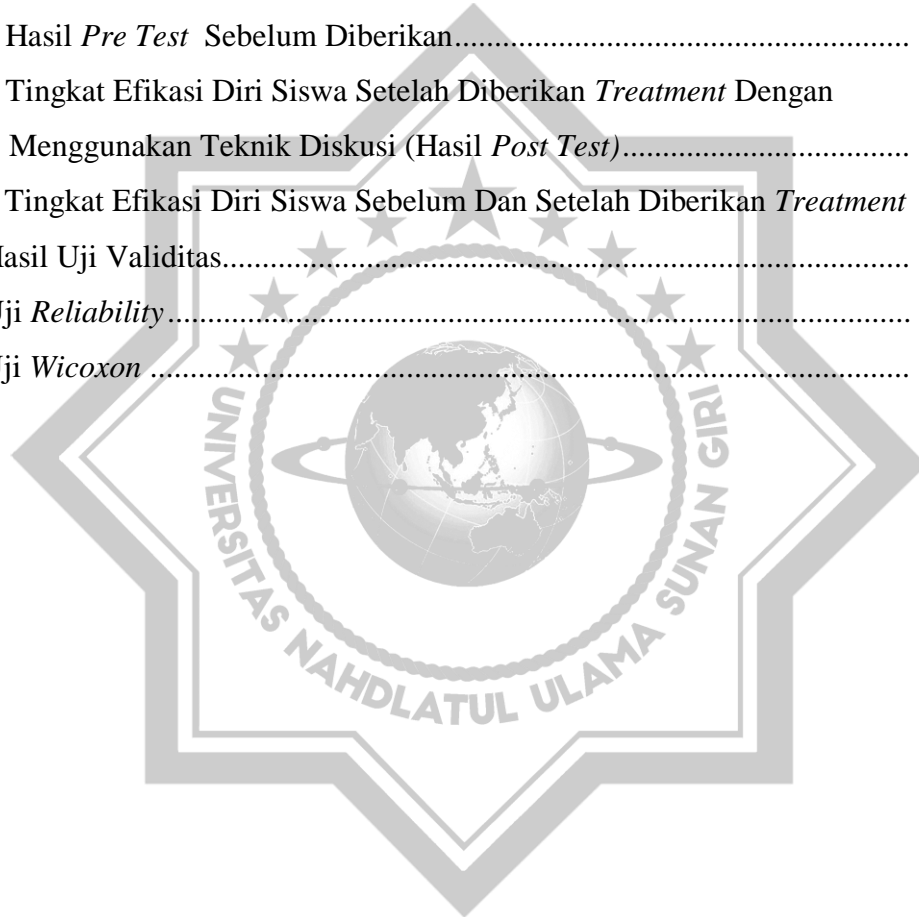 Hasil Pre Test Sebelum Diberikan..........................................................
Tingkat Efikasi Diri Siswa Setelah Diberikan Treatment Dengan
Menggunakan Teknik Diskusi (Hasil Post Test)...................................
Tingkat Efikasi Diri Siswa Sebelum Dan Setelah Diberikan Treatment
Hasil Uji Validitas.......................................................................................
Uji Reliability..............................................................................................
Uji Wicoxon ................................................................................................
UNIVERSITAS NAHDLATUL ULAMA SUNAN GIRI